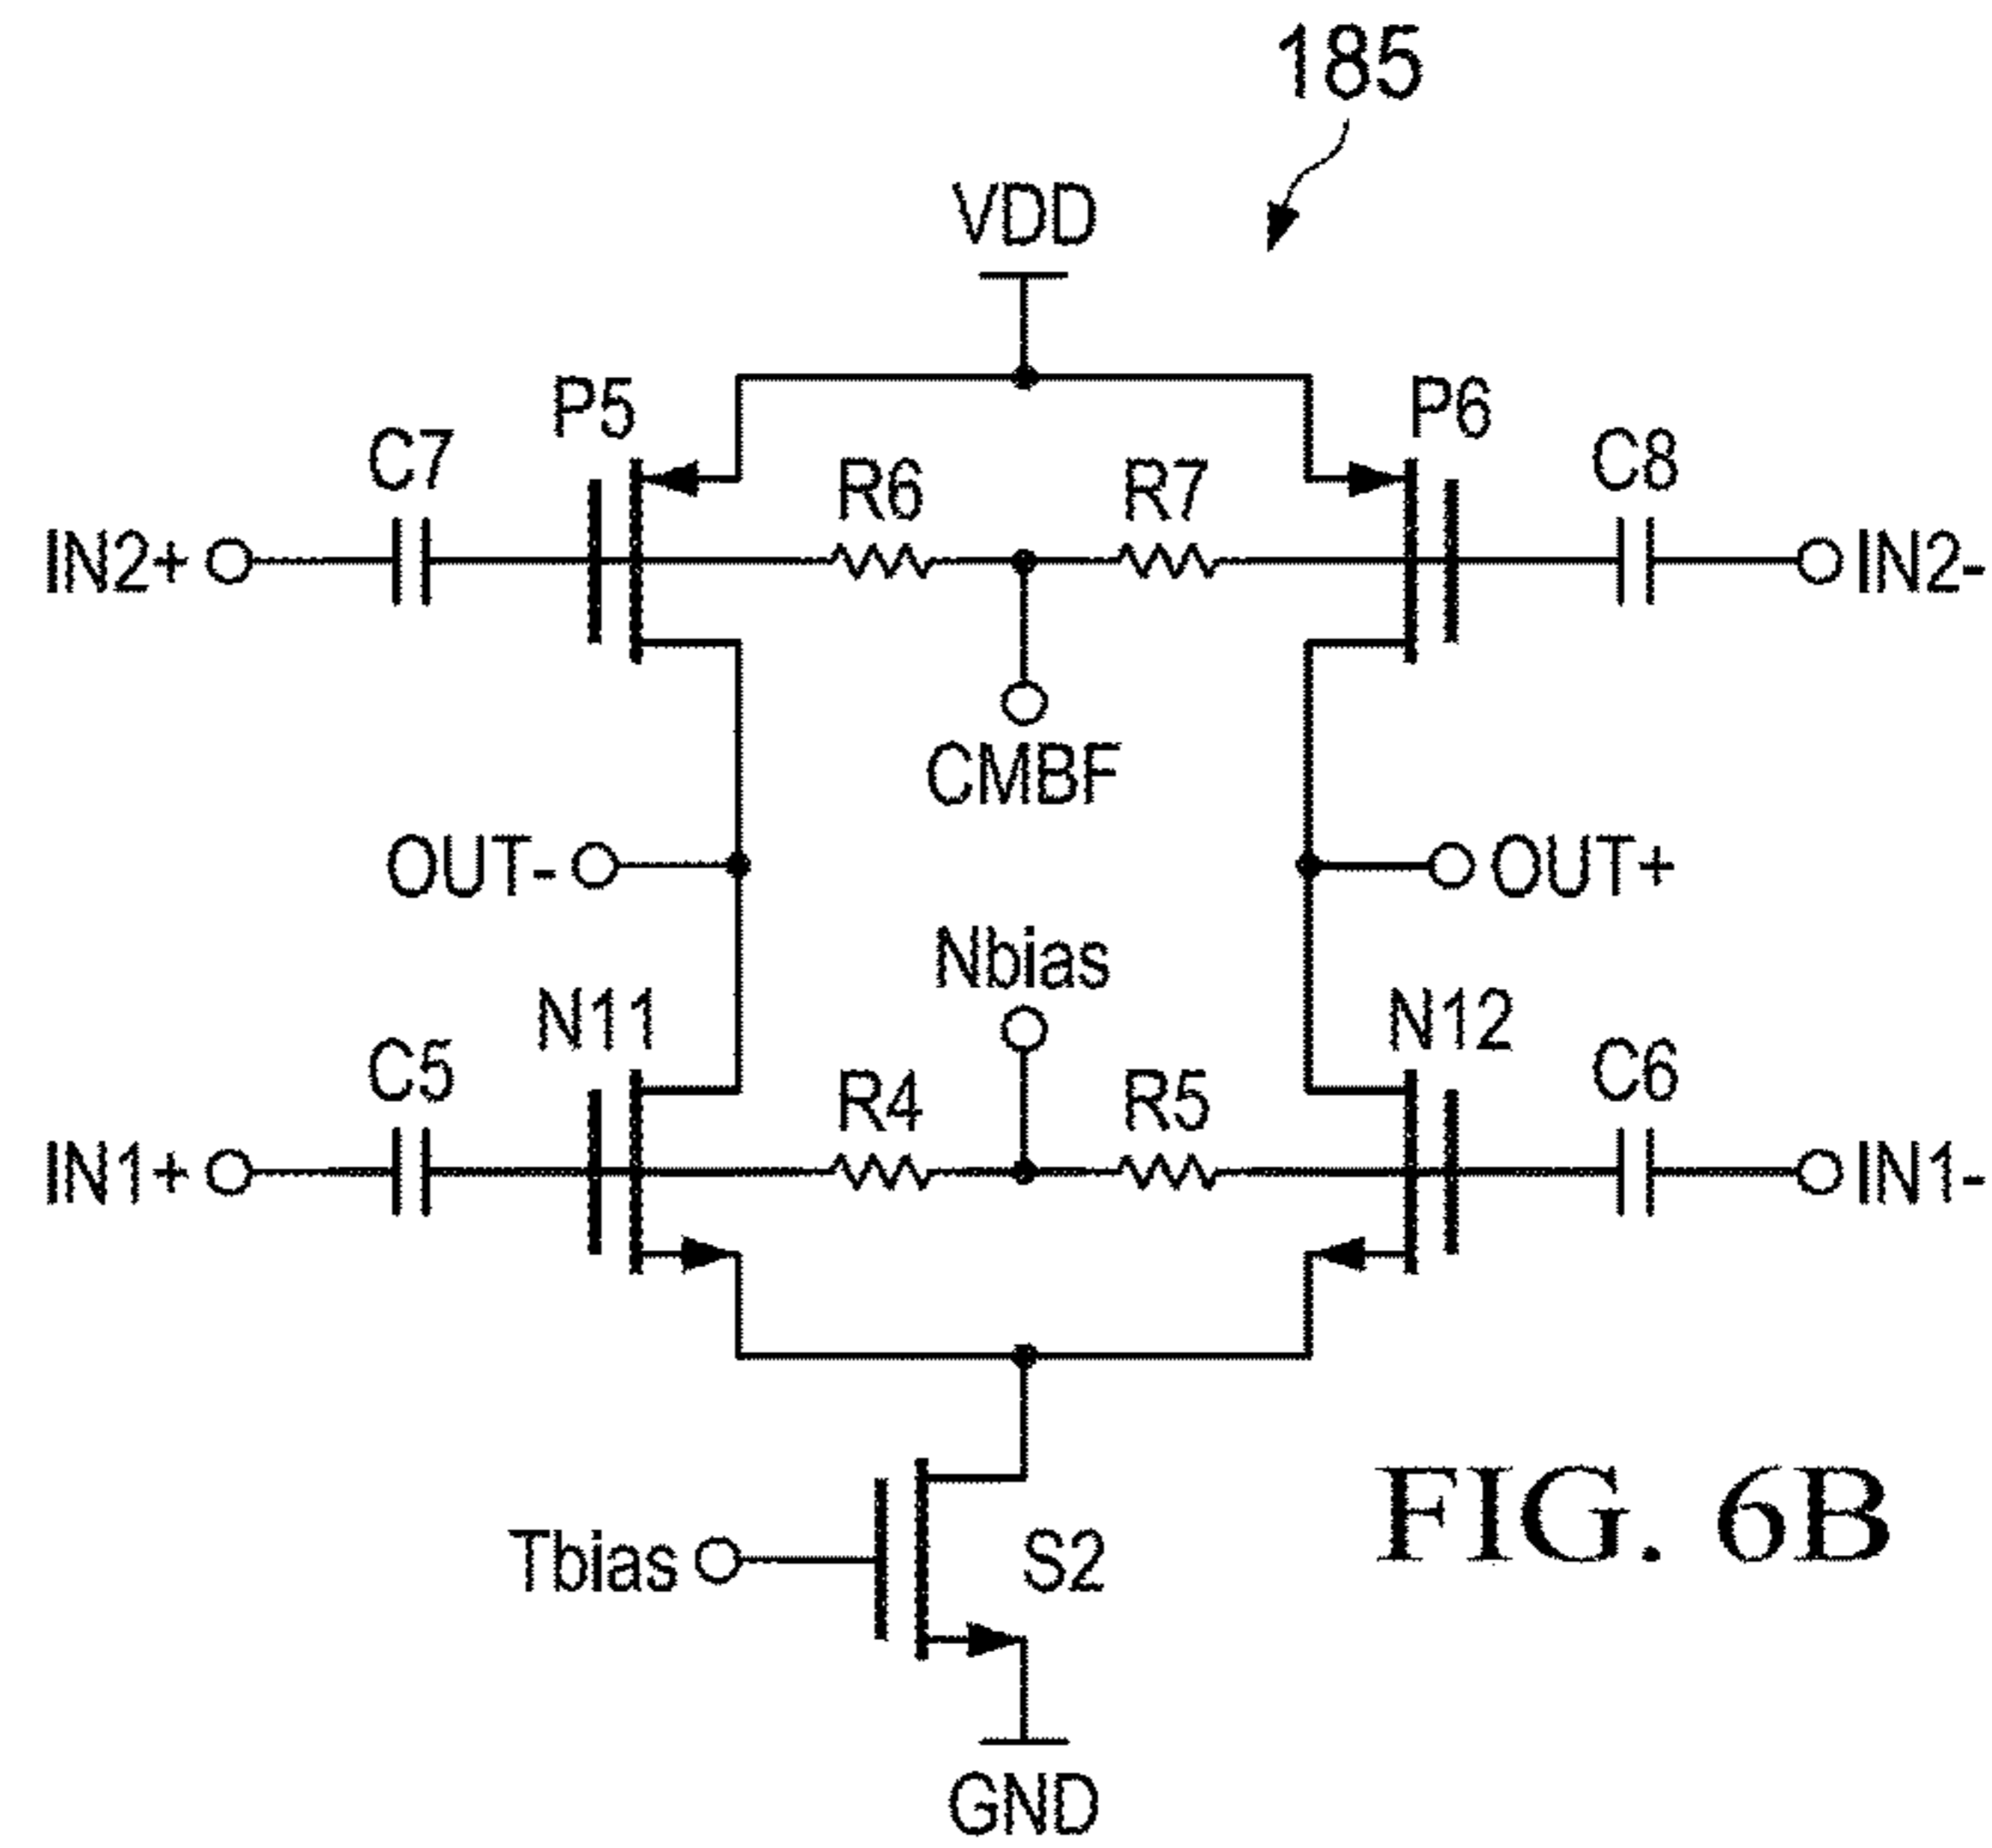 185
VDD
P5
P6
C7
R6
R7
C8
IN2+
IN2-
CMBF
OUT-
OUT+
Nbias
N11
N12
C5
R4
R5
C6
IN1+
IN1-
Tbias
S2
FIG. 6B
GND